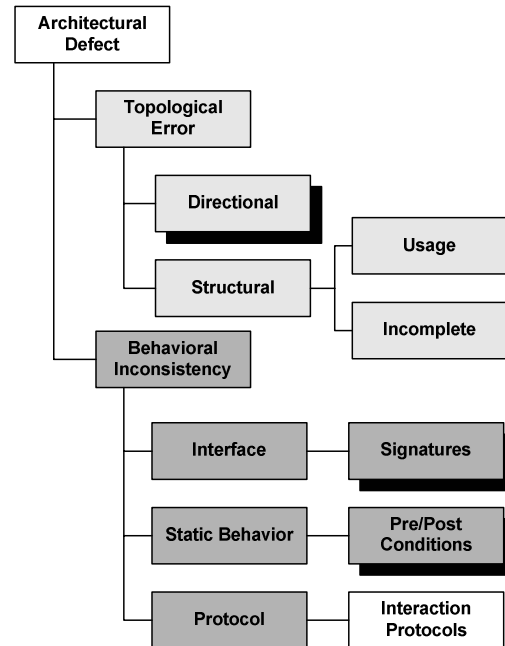 Architectural
Defect
Topological
Error
Directional
Usage
Structural
Incomplete
Behavioral
Inconsistency
Interface
Signatures
Static Behavior
Pre/Post
Conditions
Protocol
Interaction
Protocols